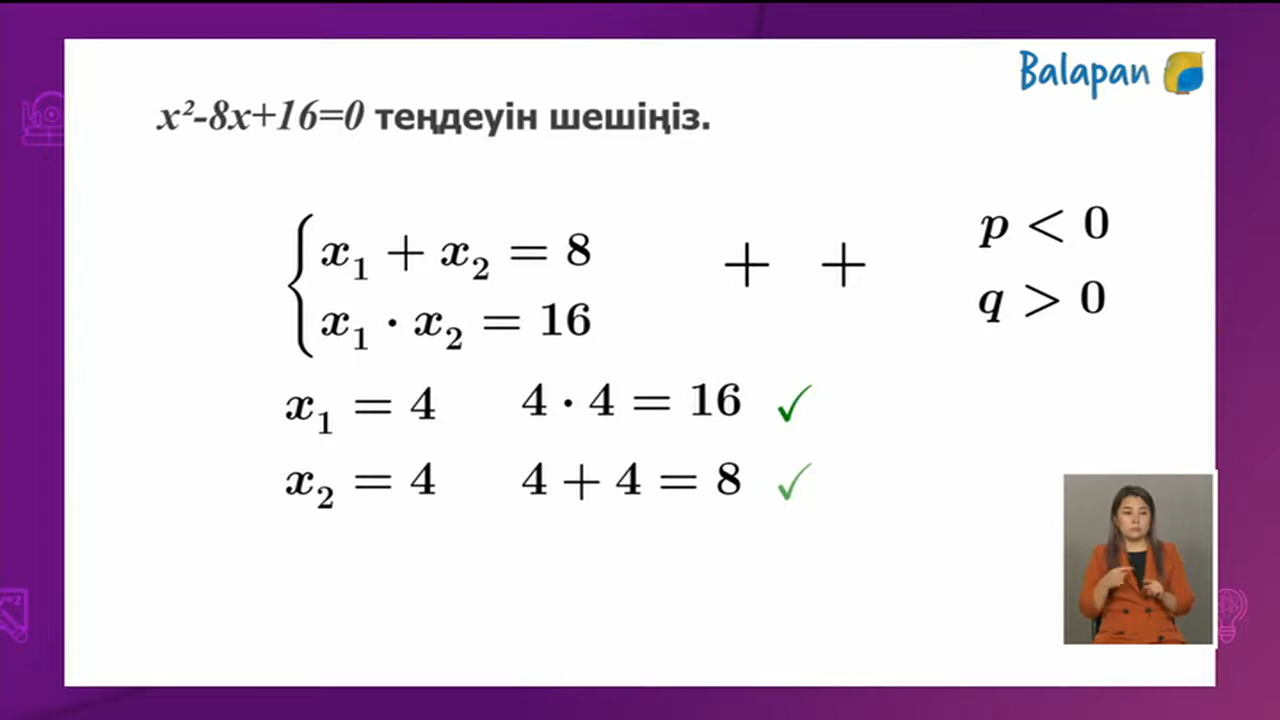 Balapan
x²-8x+16=0 теңдеуін шешіңіз.
x₁ + x₂ = 8
x₁ · x₂ = 16
+ +
p < 0
q > 0
x₁ = 4 4 · 4 = 16 ✓
x₂ = 4 4 + 4 = 8 ✓